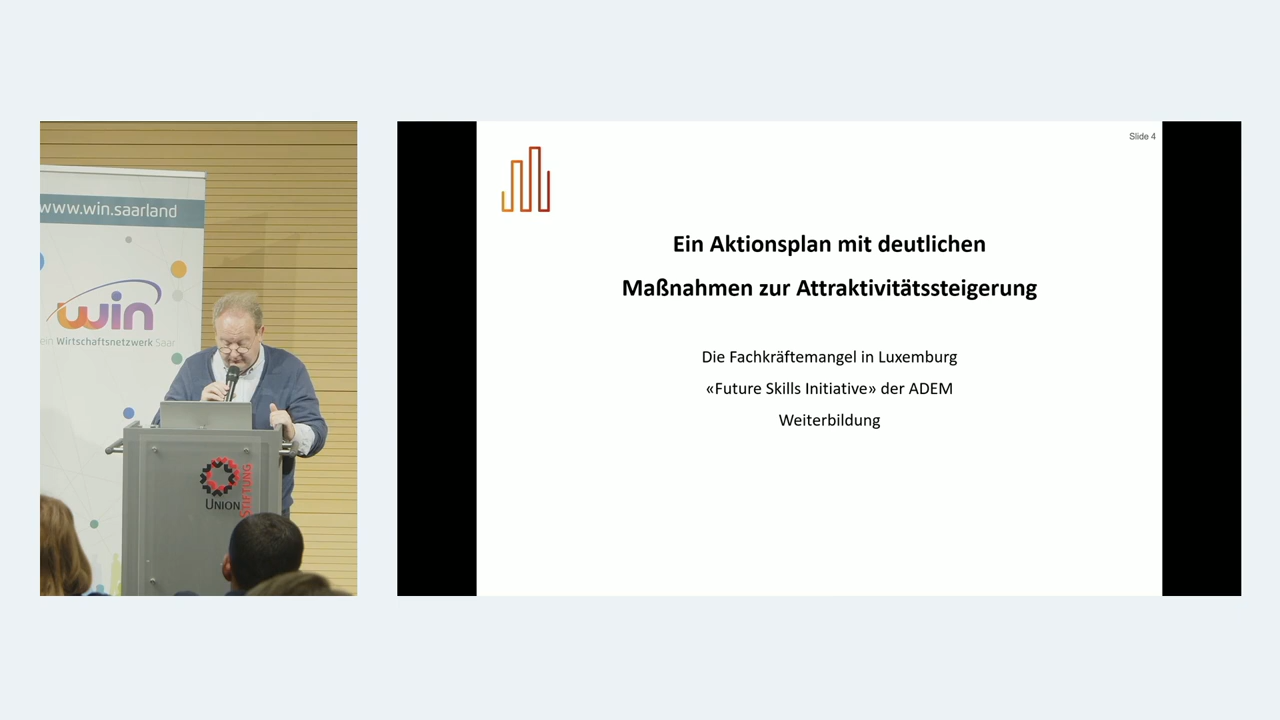 www.win.saarland
win
ein Wirtschaftsnetzwerk Saar
UNION
STIFTUNG
Slide 4
Ein Aktionsplan mit deutlichen
Maßnahmen zur Attraktivitätssteigerung
Die Fachkräftemangel in Luxemburg
«Future Skills Initiative» der ADEM
Weiterbildung